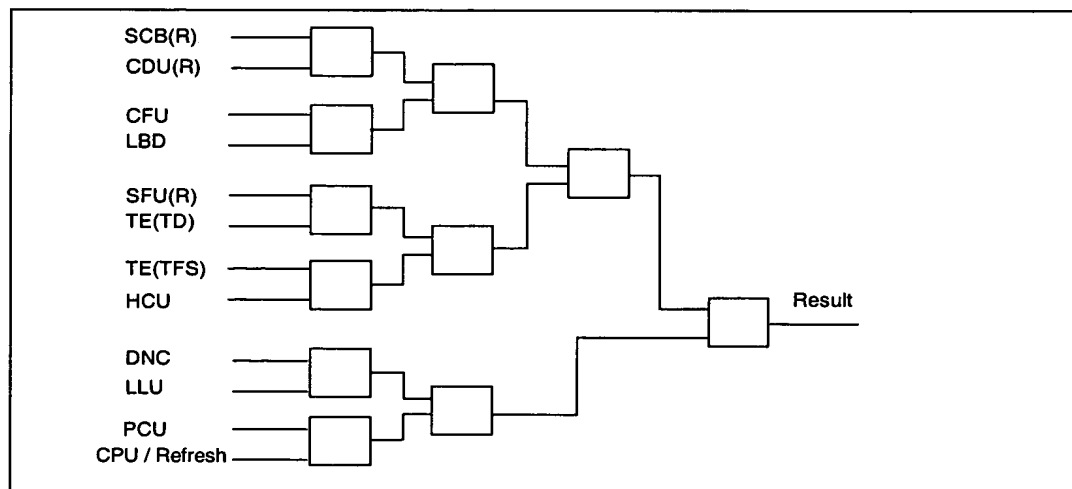 SCB(R)
CDU(R)
CFU
LBD
SFU(R)
TE(TD)
TE(TFS)
HCU
Result
DNC
LLU
PCU
CPU / Refresh